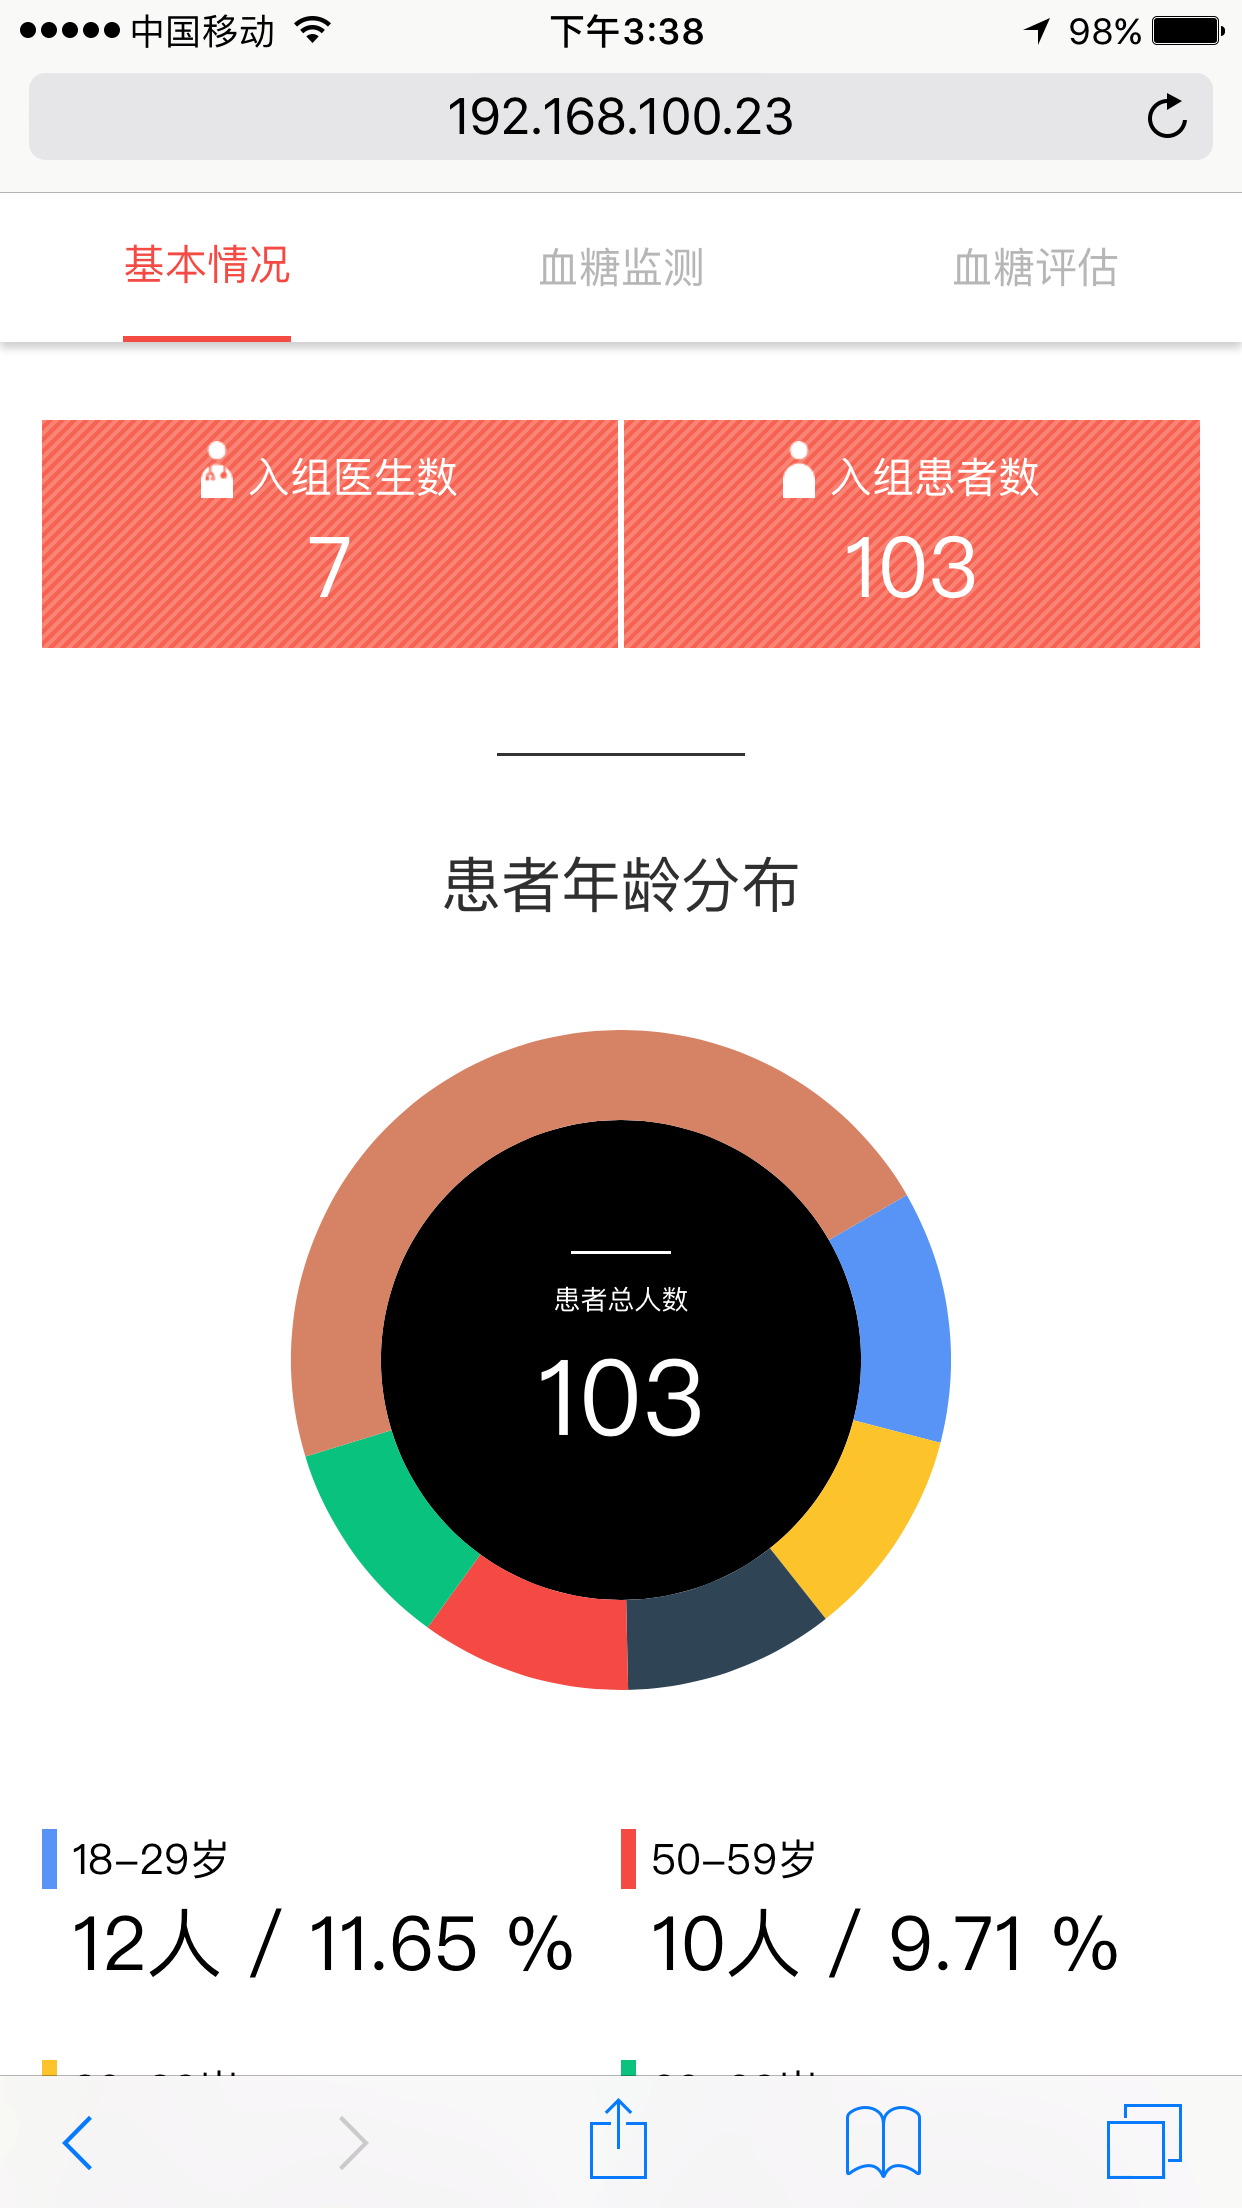 中国移动 下午3:38 98%
192.168.100.23
基本情况 血糖监测 血糖评估
入组医生数 入组患者数
7 103
患者年龄分布
患者总人数
103
18-29岁 50-59岁
12人 / 11.65 % 10人 / 9.71 %